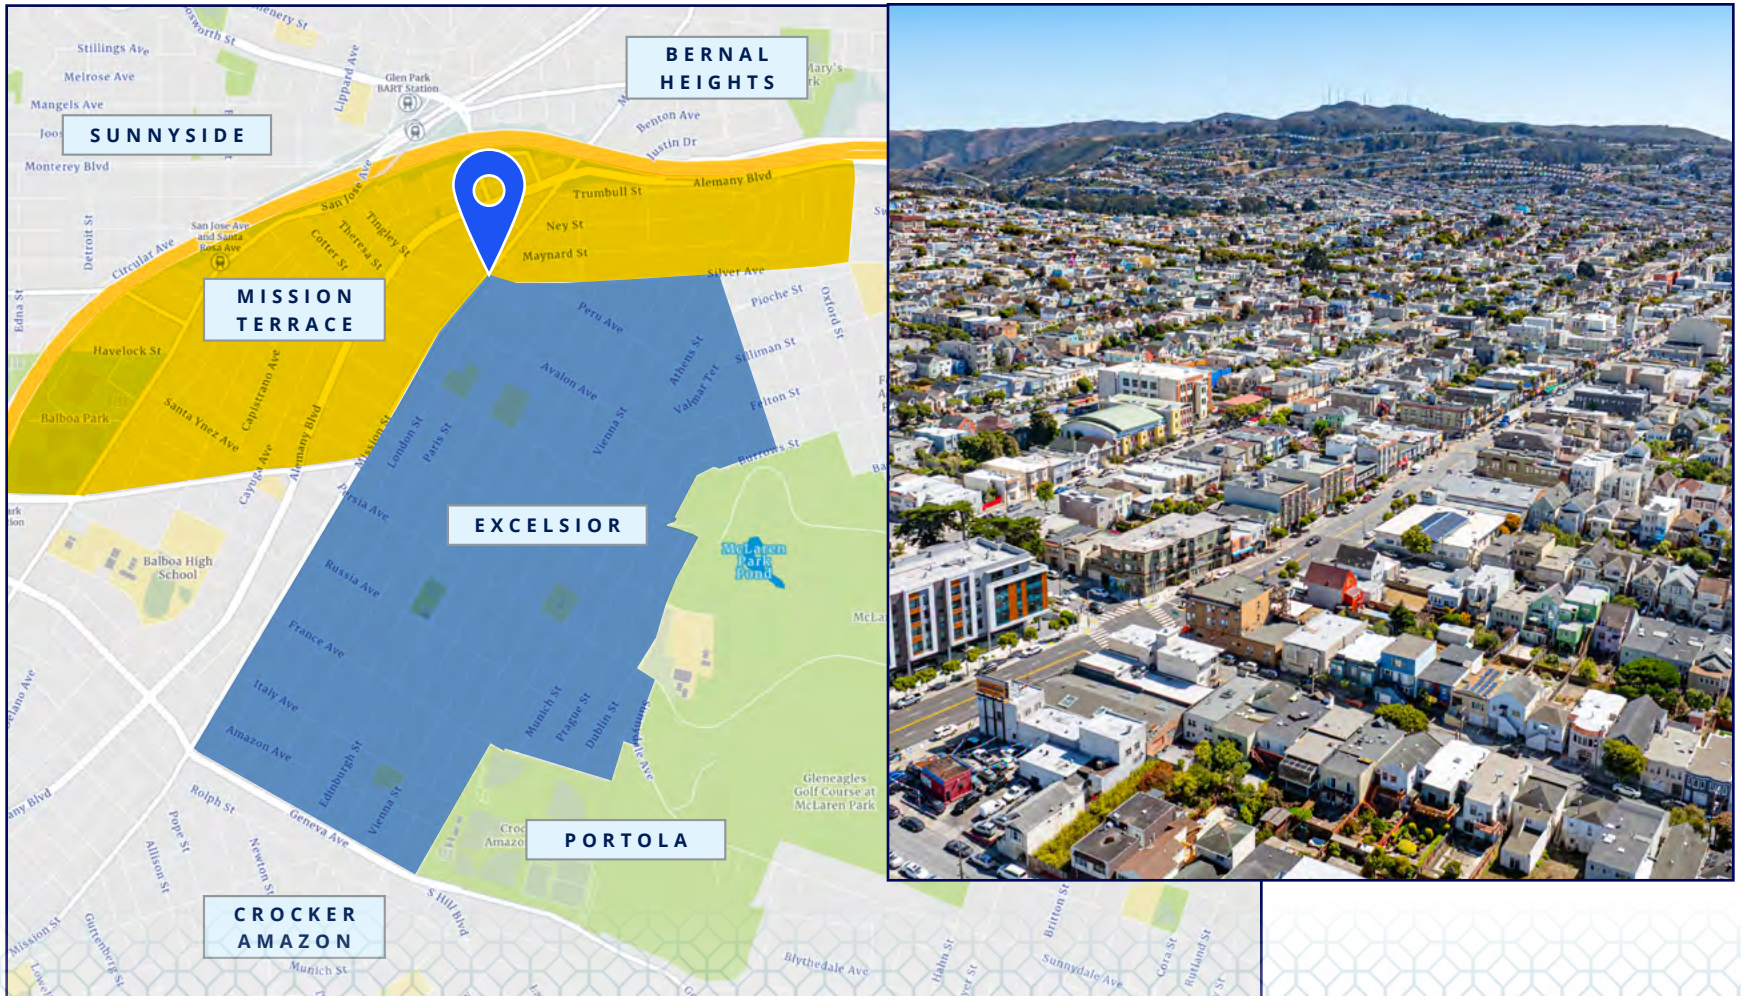 Chenery St
Bosworth St
Stillings Ave
Melrose Ave
Lippard Ave
Glen Park
BART Station
BERNAL
HEIGHTS
Mangels Ave
SUNNYSIDE
Benton Ave
Justin Dr
Monterey Blvd
San Jose Ave
Trumbull St
Alemany Blvd
Detroit St
San Jose Ave
and Santa
Rosa Ave
Tingley St
Theresa St
Cotter St
Ney St
Maynard St
Circular Ave
Silver Ave
Edna St
MISSION
TERRACE
Pioche St
Oxford St
Peru Ave
Havelock St
Athens St
Silliman St
Capistrano Ave
Avalon Ave
Valmar Ter
Felton St
Balboa Park
Santa Ynez Ave
Alemany Blvd
Mission St
London St
Paris St
Vienna St
Burrows St
Cayuga Ave
Persia Ave
EXCELSIOR
Balboa High
School
McLaren
Park
Pond
Russia Ave
France Ave
Italy Ave
Munich St
Prague St
Dublin St
Amazon Ave
Edinburgh St
Vienna St
Gleneagles
Golf Course at
McLaren Park
Rolph St
Geneva Ave
Pope St
Allison St
Newton St
PORTOLA
CROCKER
AMAZON
S Hill Blvd
Mission St
Guttenberg St
Munich St
Blythedale Ave
Hahn St
Britton St
Sunnydale Ave
Cora St
Rutland St